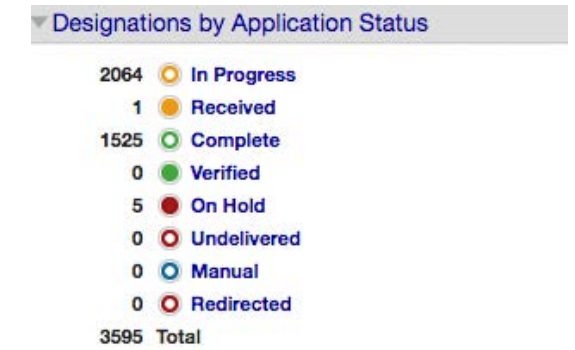 Designations by Application Status
2064 In Progress
1 Received
1525 Complete
0 Verified
5 On Hold
0 Undelivered
0 Manual
0 Redirected
3595 Total